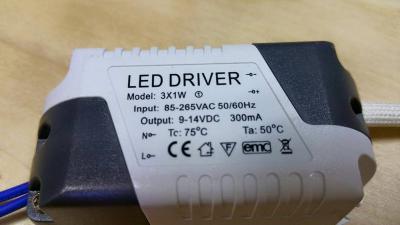 LED DRIVER
Model: 3X1W ①
Input: 85-265VAC 50/60Hz
Output: 9-14VDC 300mA
N Tc: 75°C Ta: 50°C
L CE F emc